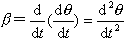 β = d/dt (dθ/dt) = d²θ/dt²